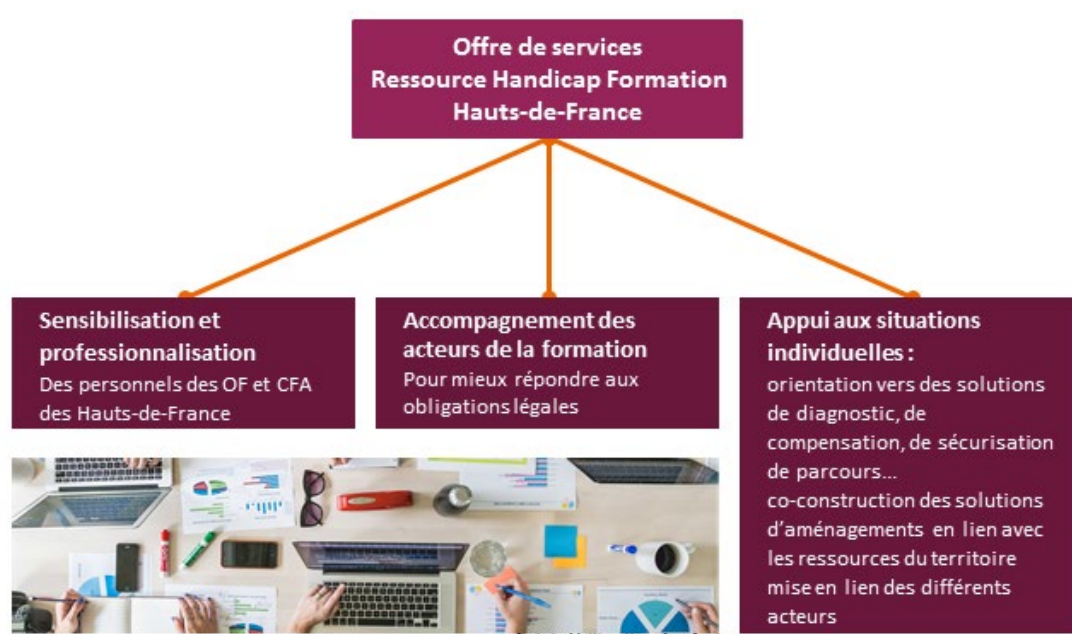 Offre de services
Ressource Handicap Formation
Hauts-de-France
Sensibilisation et
professionnalisation
Des personnels des OF et CFA
des Hauts-de-France
Accompagnement des
acteurs de la formation
Pour mieux répondre aux
obligations légales
Appui aux situations
individuelles :
orientation vers des solutions
de diagnostic, de
compensation, de sécurisation
de parcours...
co-construction des solutions
d'aménagements en lien avec
les ressources du territoire
mise en lien des différents
acteurs